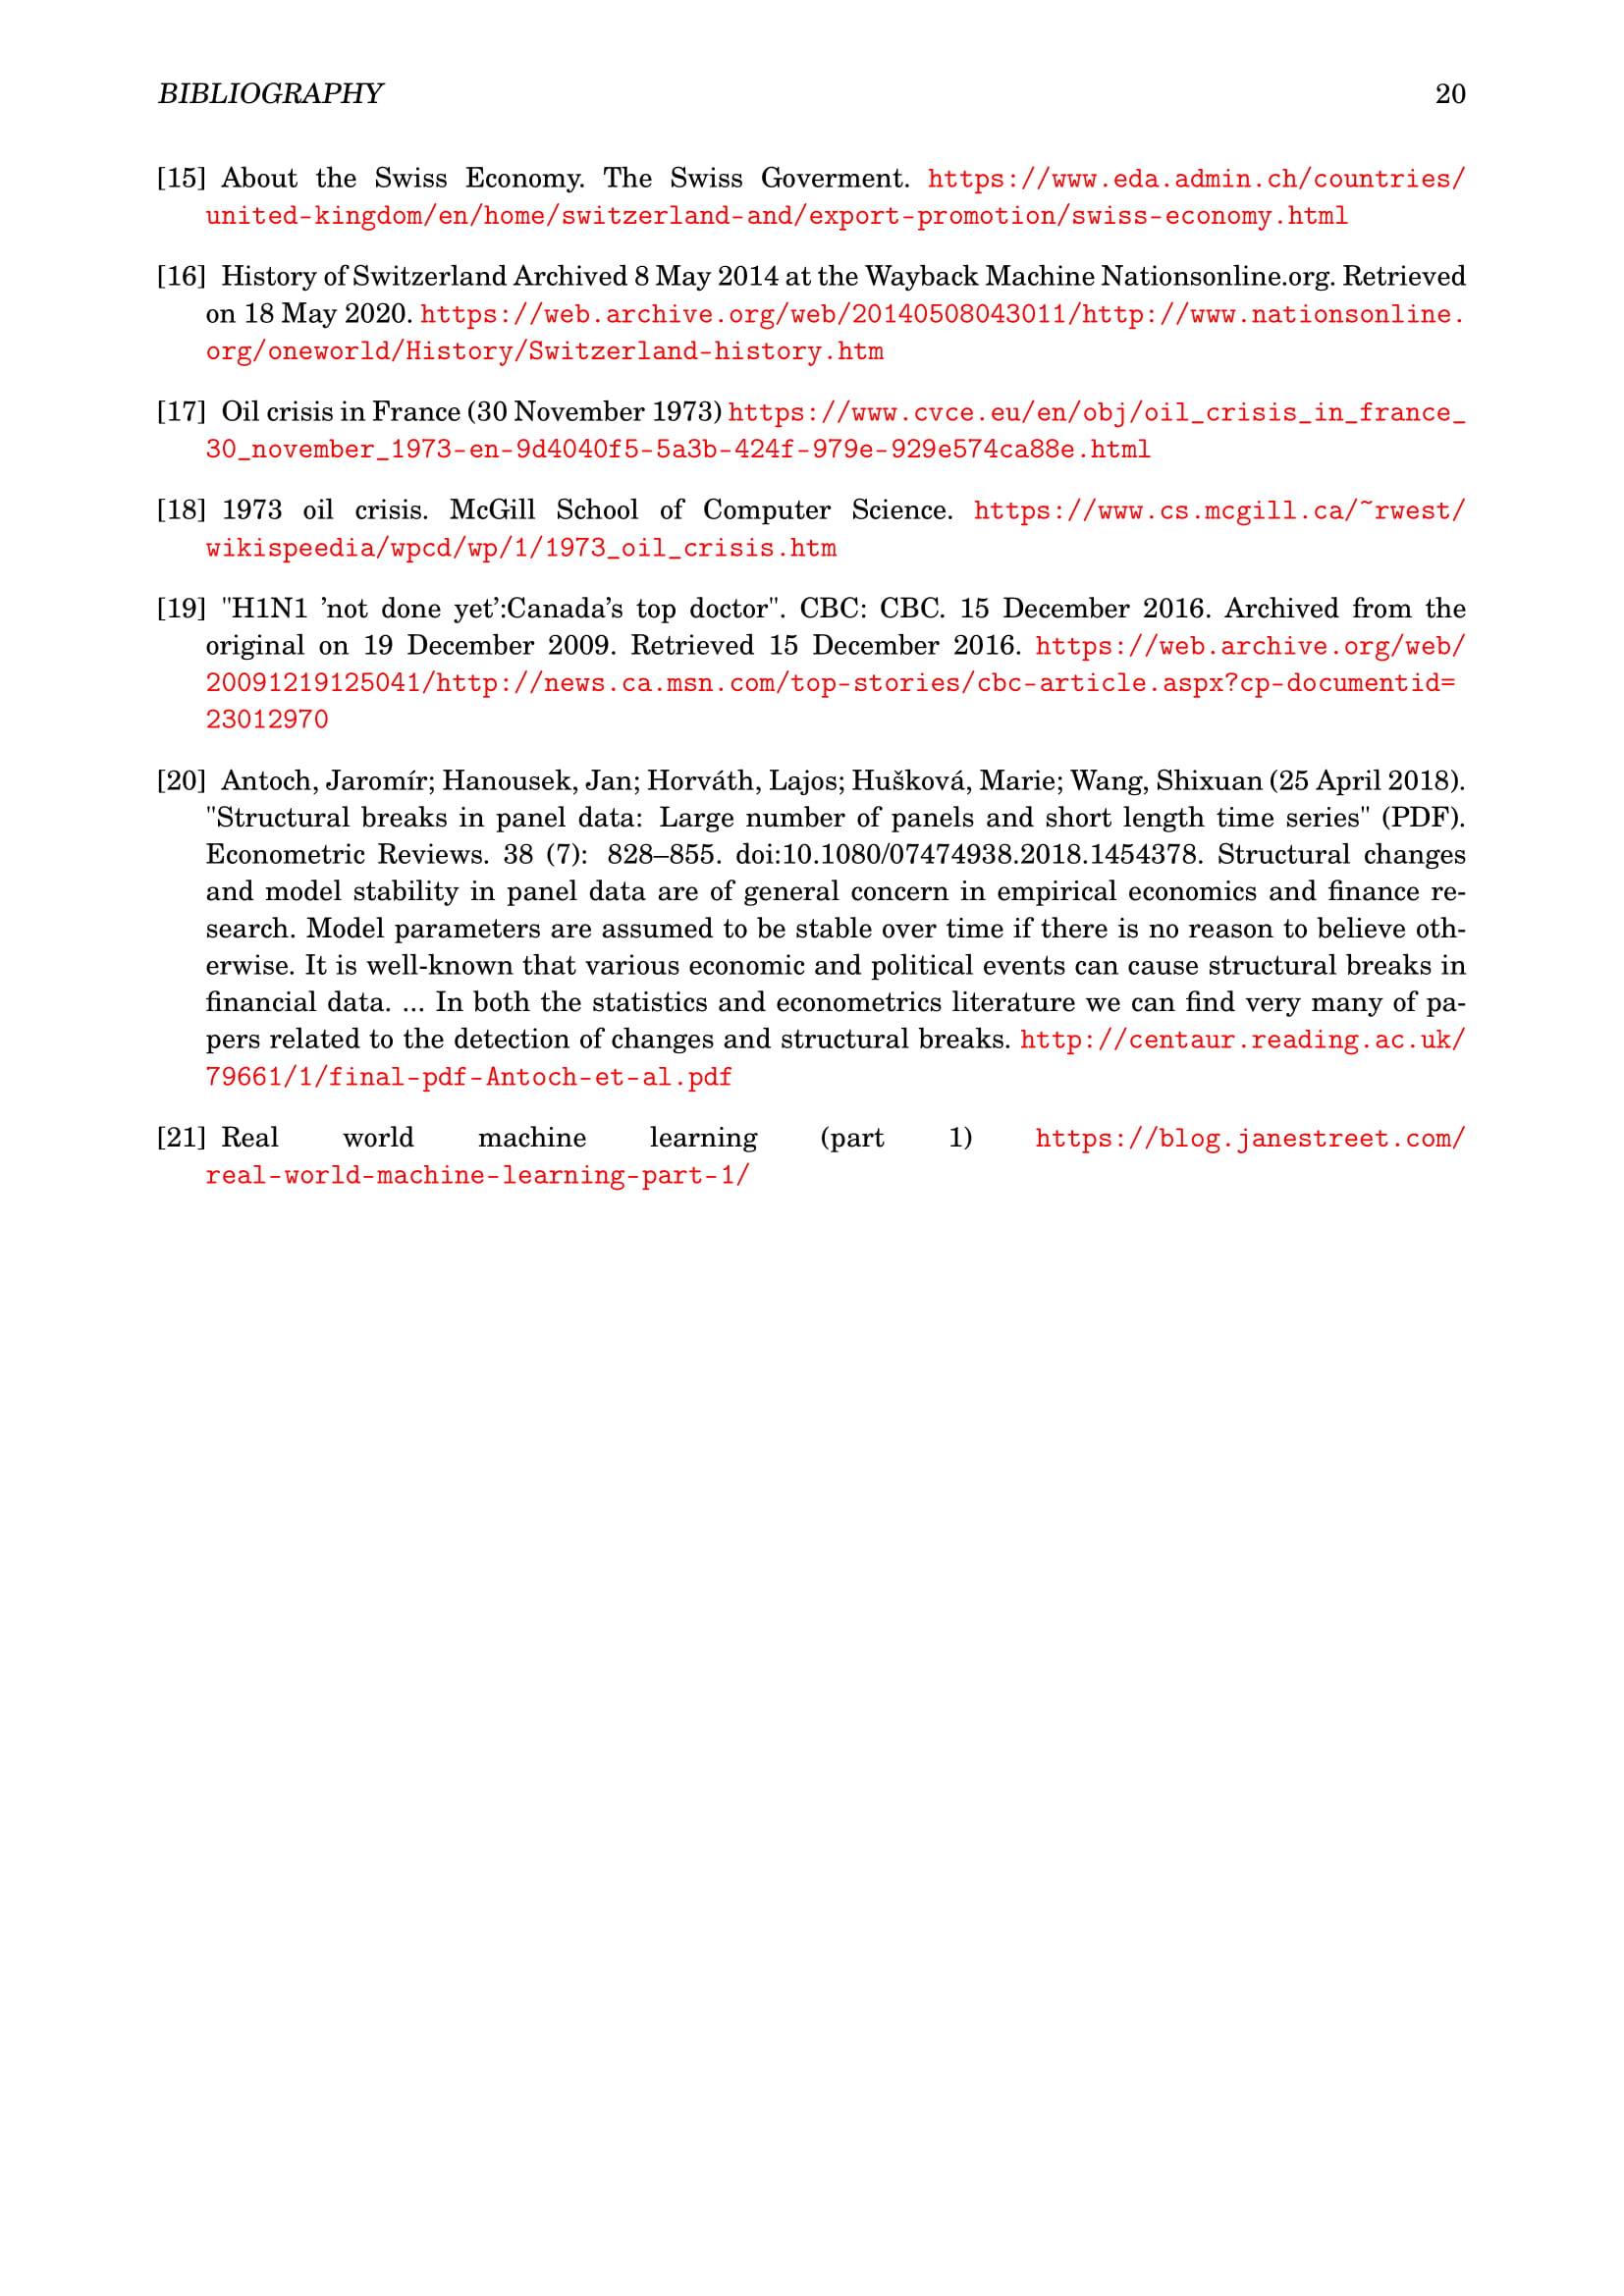 BIBLIOGRAPHY 20
[15] About the Swiss Economy. The Swiss Goverment. https://www.eda.admin.ch/countries/
united-kingdom/en/home/switzerland-and/export-promotion/swiss-economy.html
[16] History of Switzerland Archived 8 May 2014 at the Wayback Machine Nationsonline.org. Retrieved
on 18 May 2020. https://web.archive.org/web/20140508043011/http://www.nationsonline.
org/oneworld/History/Switzerland-history.htm
[17] Oil crisis in France (30 November 1973) https://www.cvce.eu/en/obj/oil_crisis_in_france_
30_november_1973-en-9d4040f5-5a3b-424f-979e-929e574ca88e.html
[18] 1973 oil crisis. McGill School of Computer Science. https://www.cs.mcgill.ca/~rwest/
wikispeedia/wpcd/wp/1/1973_oil_crisis.htm
[19] "H1N1 ’not done yet’:Canada’s top doctor". CBC: CBC. 15 December 2016. Archived from the
original on 19 December 2009. Retrieved 15 December 2016. https://web.archive.org/web/
20091219125041/http://news.ca.msn.com/top-stories/cbc-article.aspx?cp-documentid=
23012970
[20] Antoch, Jaromír; Hanousek, Jan; Horváth, Lajos; Hušková, Marie; Wang, Shixuan (25 April 2018).
"Structural breaks in panel data: Large number of panels and short length time series" (PDF).
Econometric Reviews. 38 (7): 828–855. doi:10.1080/07474938.2018.1454378. Structural changes
and model stability in panel data are of general concern in empirical economics and finance re-
search. Model parameters are assumed to be stable over time if there is no reason to believe oth-
erwise. It is well-known that various economic and political events can cause structural breaks in
financial data. ... In both the statistics and econometrics literature we can find very many of pa-
pers related to the detection of changes and structural breaks. http://centaur.reading.ac.uk/
79661/1/final-pdf-Antoch-et-al.pdf
[21] Real world machine learning (part 1) https://blog.janestreet.com/
real-world-machine-learning-part-1/